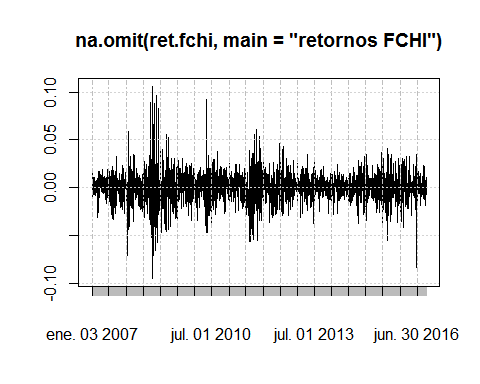 na.omit(ret.fchi, main = "retornos FCHI")
0.10
0.05
0.00
-0.10
ene. 03 2007 jul. 01 2010 jul. 01 2013 jun. 30 2016